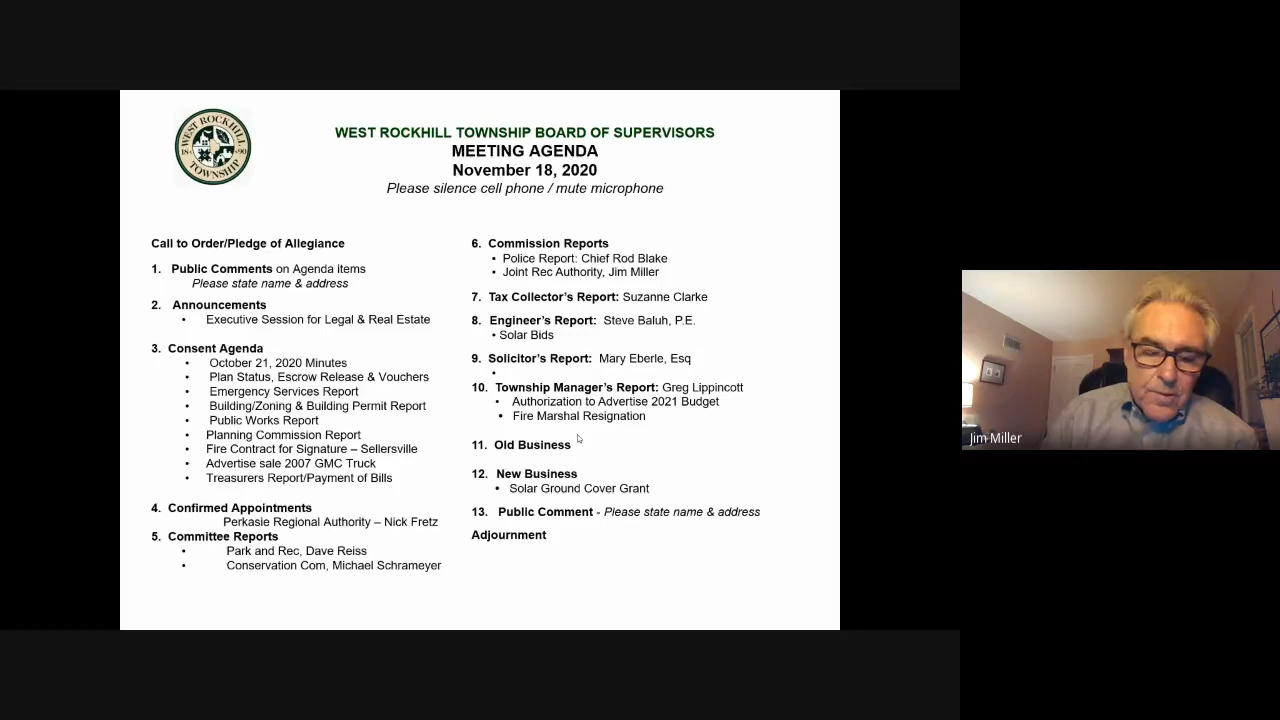 WEST ROCKHILL
18 90
TOWNSHIP
WEST ROCKHILL TOWNSHIP BOARD OF SUPERVISORS
MEETING AGENDA
November 18, 2020
Please silence cell phone / mute microphone
Call to Order/Pledge of Allegiance
1. Public Comments on Agenda items
Please state name & address
2. Announcements
• Executive Session for Legal & Real Estate
3. Consent Agenda
• October 21, 2020 Minutes
• Plan Status, Escrow Release & Vouchers
• Emergency Services Report
• Building/Zoning & Building Permit Report
• Public Works Report
• Planning Commission Report
• Fire Contract for Signature – Sellersville
• Advertise sale 2007 GMC Truck
• Treasurers Report/Payment of Bills
4. Confirmed Appointments
Perkasie Regional Authority – Nick Fretz
5. Committee Reports
• Park and Rec, Dave Reiss
• Conservation Com, Michael Schrameyer
6. Commission Reports
• Police Report: Chief Rod Blake
• Joint Rec Authority, Jim Miller
7. Tax Collector's Report: Suzanne Clarke
8. Engineer's Report: Steve Baluh, P.E.
• Solar Bids
9. Solicitor's Report: Mary Eberle, Esq
•
10. Township Manager's Report: Greg Lippincott
• Authorization to Advertise 2021 Budget
• Fire Marshal Resignation
11. Old Business
12. New Business
• Solar Ground Cover Grant
13. Public Comment - Please state name & address
Adjournment
Jim Miller